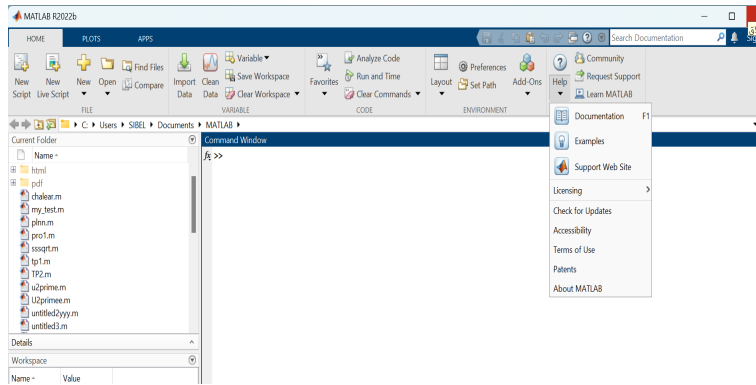 MATLAB R2022b
HOME PLOTS APPS
Search Documentation
New Script
New Live Script
New
Open
Find Files
Compare
Import Data
Clean Data
Variable
Save Workspace
Clear Workspace
Favorites
Analyze Code
Run and Time
Clear Commands
Layout
Preferences
Set Path
Add-Ons
Help
Community
Request Support
Learn MATLAB
FILE VARIABLE CODE ENVIRONMENT
C: Users SIBEL Documents MATLAB
Current Folder
Name
html
pdf
chalear.m
my_test.m
plnn.m
pro1.m
sssqrt.m
tp1.m
TP2.m
u2prime.m
U2primee.m
untitled2yyy.m
untitled3.m
Details
Workspace
Name Value
Command Window
fx >>
Documentation F1
Examples
Support Web Site
Licensing
Check for Updates
Accessibility
Terms of Use
Patents
About MATLAB